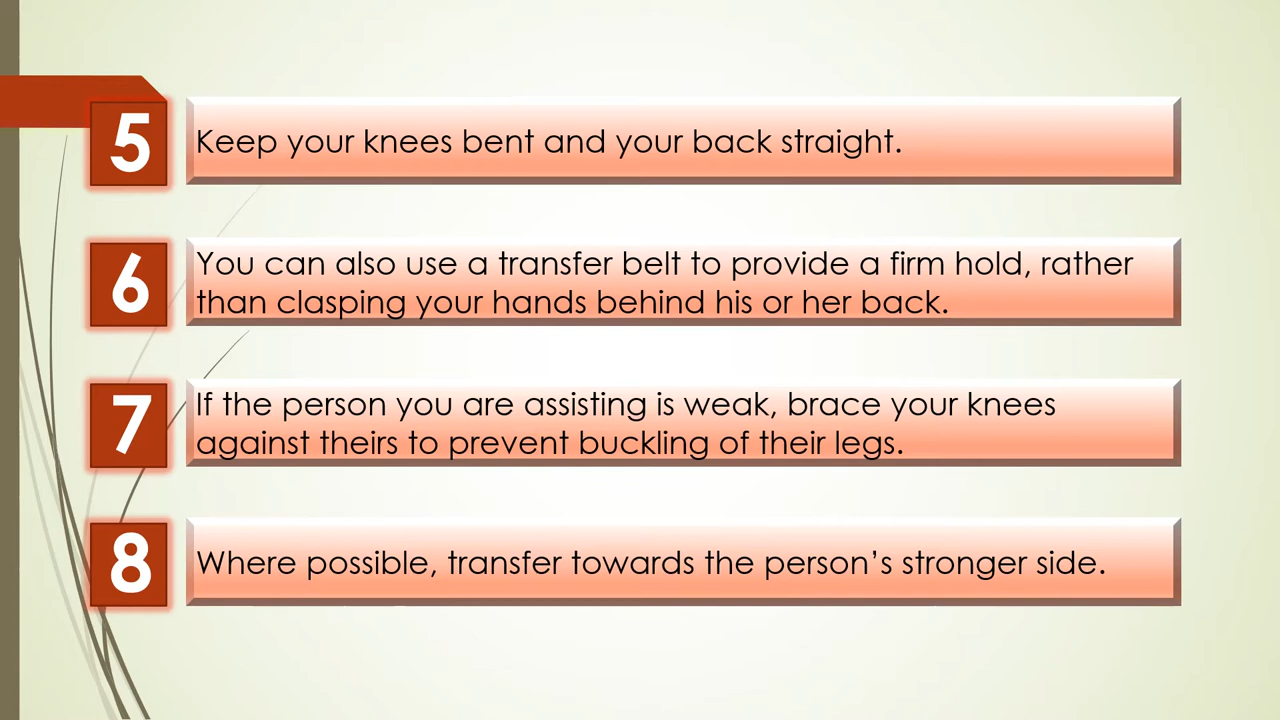 5
Keep your knees bent and your back straight.
6
You can also use a transfer belt to provide a firm hold, rather
than clasping your hands behind his or her back.
7
If the person you are assisting is weak, brace your knees
against theirs to prevent buckling of their legs.
8
Where possible, transfer towards the person’s stronger side.